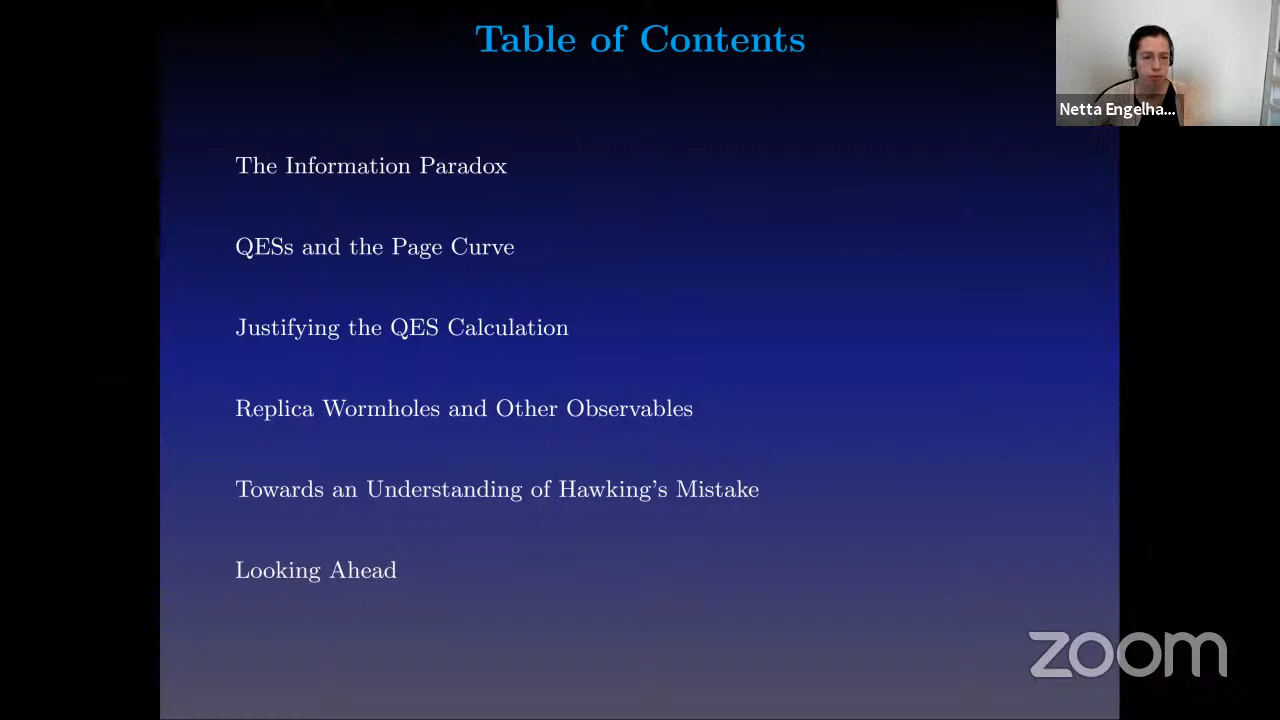 Table of Contents
Netta Engelha...
The Information Paradox
QESs and the Page Curve
Justifying the QES Calculation
Replica Wormholes and Other Observables
Towards an Understanding of Hawking's Mistake
Looking Ahead
zoom